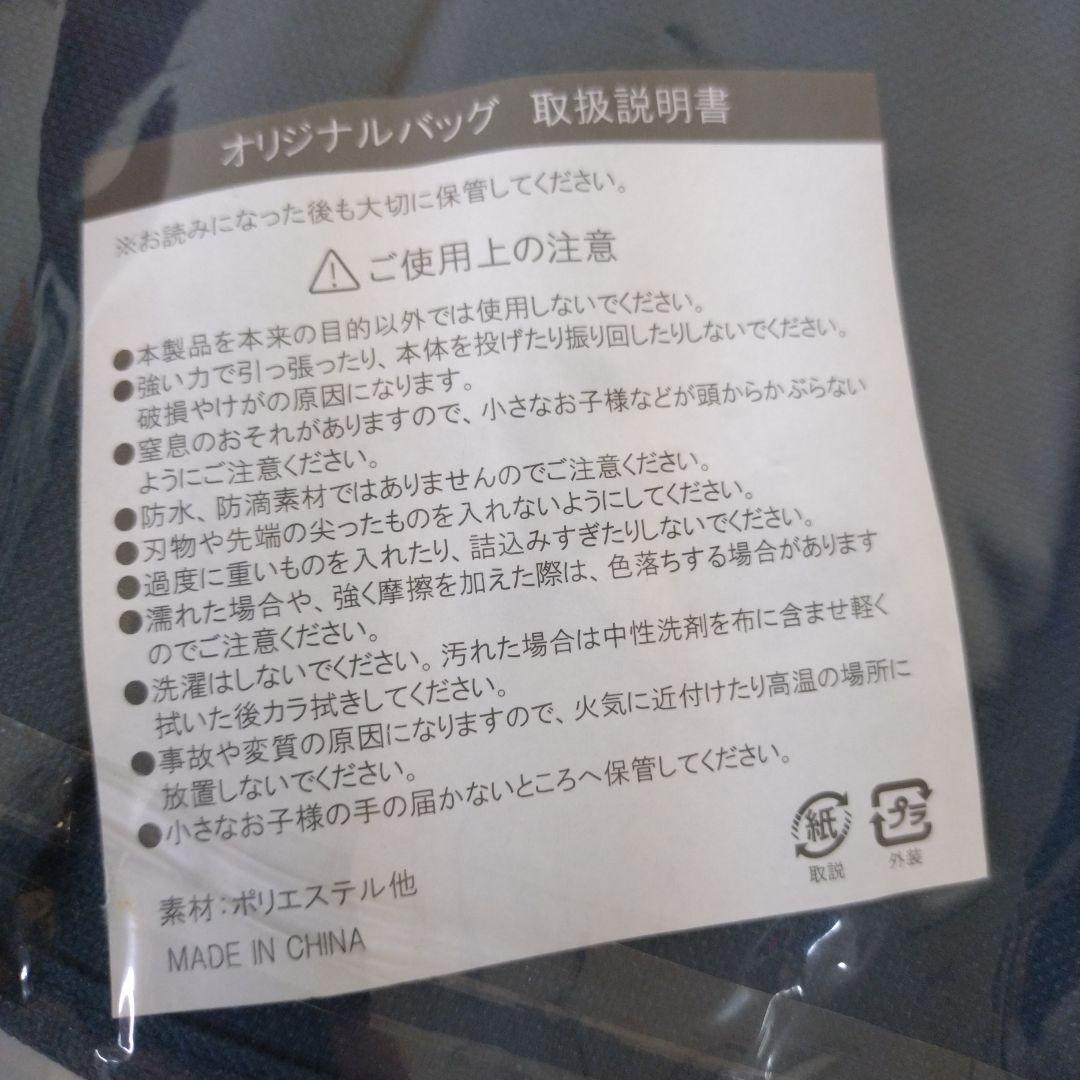 オリジナルバッグ 取扱説明書
※お読みになった後も大切に保管してください。
ご使用上の注意
●本製品を本来の目的以外では使用しないでください。
●強い力で引っ張ったり、本体を投げたり振り回したりしないでください。
破損やけがの原因になります。
●窒息のおそれがありますので、小さなお子様などが頭からかぶらない
ようにご注意ください。
●防水、防滴素材ではありませんのでご注意ください。
●刃物や先端の尖ったものを入れないようにしてください。
●過度に重いものを入れたり、詰込みすぎたりしないでください。
●濡れた場合や、強く摩擦を加えた際は、色落ちする場合があります
のでご注意ください。
●洗濯はしないでください。汚れた場合は中性洗剤を布に含ませ軽く
拭いた後カラ拭きしてください。
●事故や変質の原因になりますので、火気に近付けたり高温の場所に
放置しないでください。
●小さなお子様の手の届かないところへ保管してください。
紙 プラ
取説 外装
素材:ポリエステル他
MADE IN CHINA